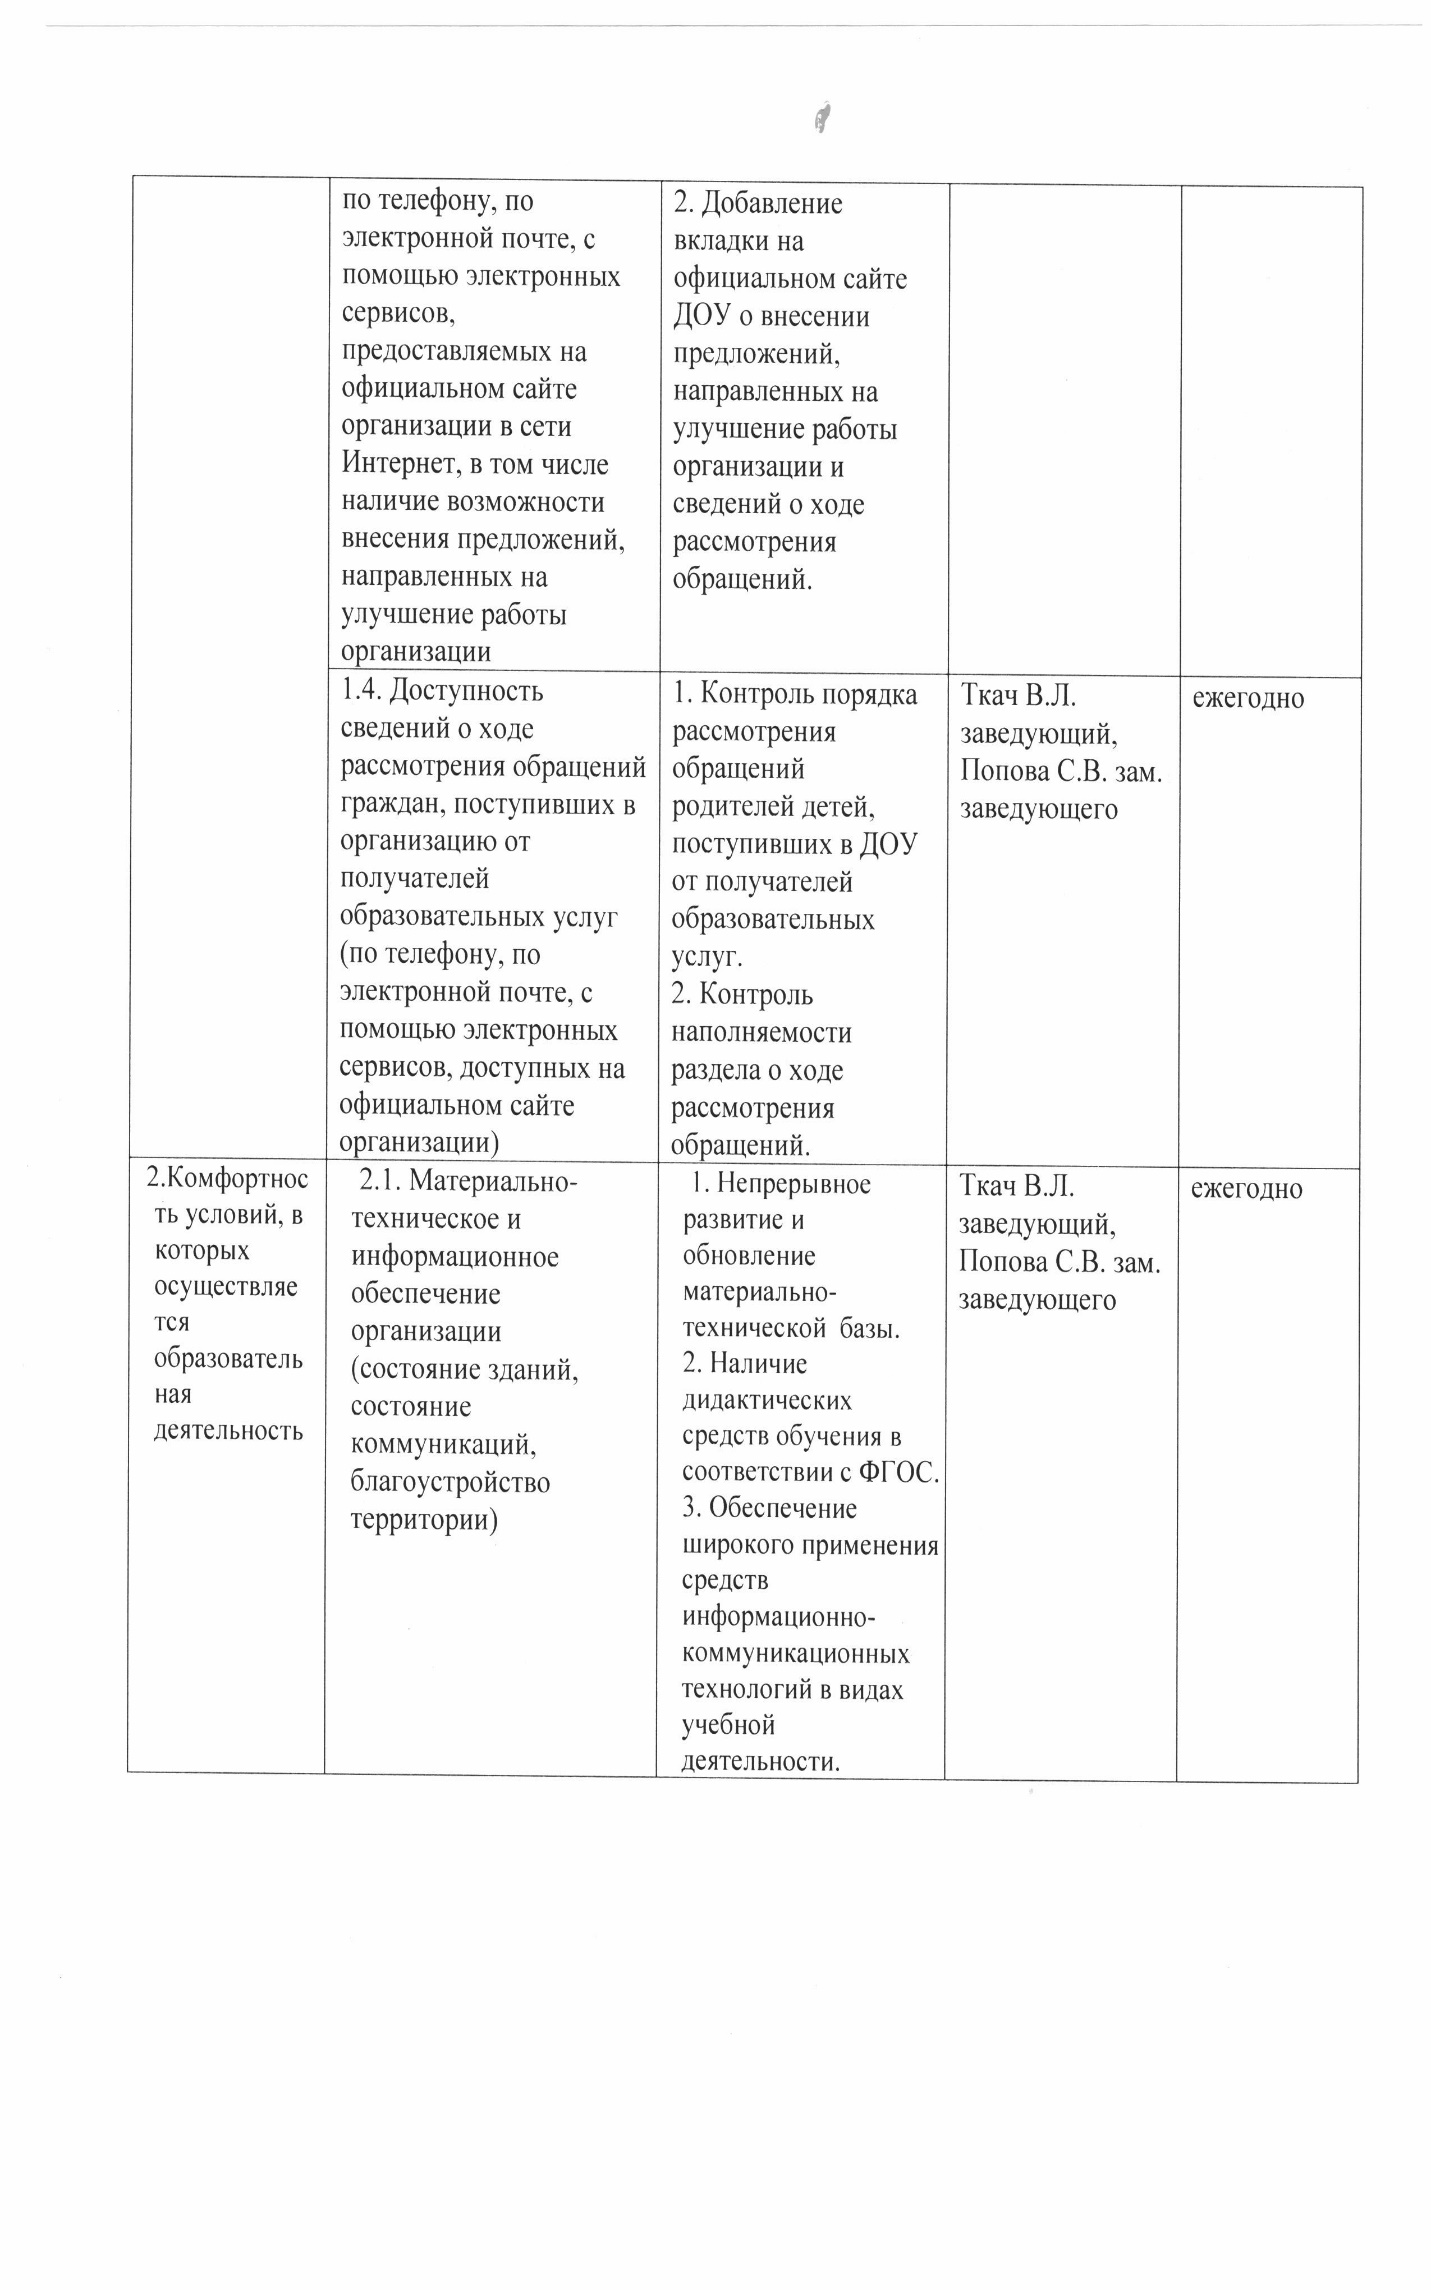 по телефону, по
электронной почте, с
помощью электронных
сервисов,
предоставляемых на
официальном сайте
организации в сети
Интернет, в том числе
наличие возможности
внесения предложений,
направленных на
улучшение работы
организации
2. Добавление
вкладки на
официальном сайте
ДОУ о внесении
предложений,
направленных на
улучшение работы
организации и
сведений о ходе
рассмотрения
обращений.
1.4. Доступность
сведений о ходе
рассмотрения обращений
граждан, поступивших в
организацию от
получателей
образовательных услуг
(по телефону, по
электронной почте, с
помощью электронных
сервисов, доступных на
официальном сайте
организации)
1. Контроль порядка
рассмотрения
обращений
родителей детей,
поступивших в ДОУ
от получателей
образовательных
услуг.
2. Контроль
наполняемости
раздела о ходе
рассмотрения
обращений.
Ткач В.Л.
заведующий,
Попова С.В. зам.
заведующего
ежегодно
2.Комфортнос
ть условий, в
которых
осуществляе
тся
образователь
ная
деятельность
2.1. Материально-
техническое и
информационное
обеспечение
организации
(состояние зданий,
состояние
коммуникаций,
благоустройство
территории)
1. Непрерывное
развитие и
обновление
материально-
технической базы.
2. Наличие
дидактических
средств обучения в
соответствии с ФГОС.
3. Обеспечение
широкого применения
средств
информационно-
коммуникационных
технологий в видах
учебной
деятельности.
Ткач В.Л.
заведующий,
Попова С.В. зам.
заведующего
ежегодно